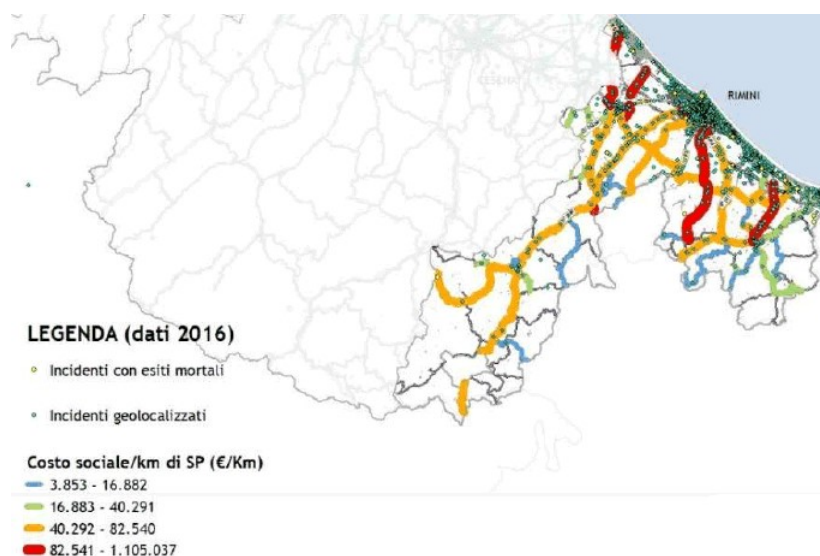 CESENA
RIMINI
LEGENDA (dati 2016)
Incidenti con esiti mortali
Incidenti geolocalizzati
Costo sociale/km di SP (€/Km)
3.853 - 16.882
16.883 - 40.291
40.292 - 82.540
82.541 - 1.105.037